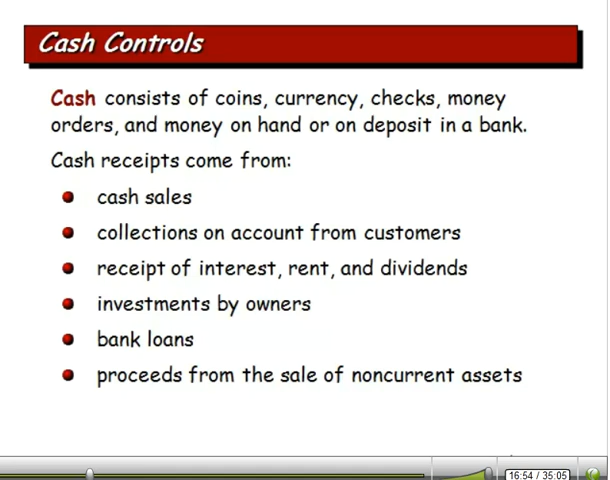 Cash Controls
Cash consists of coins, currency, checks, money
orders, and money on hand or on deposit in a bank.
Cash receipts come from:
cash sales
collections on account from customers
receipt of interest, rent, and dividends
investments by owners
bank loans
proceeds from the sale of noncurrent assets
16:54 / 35:05